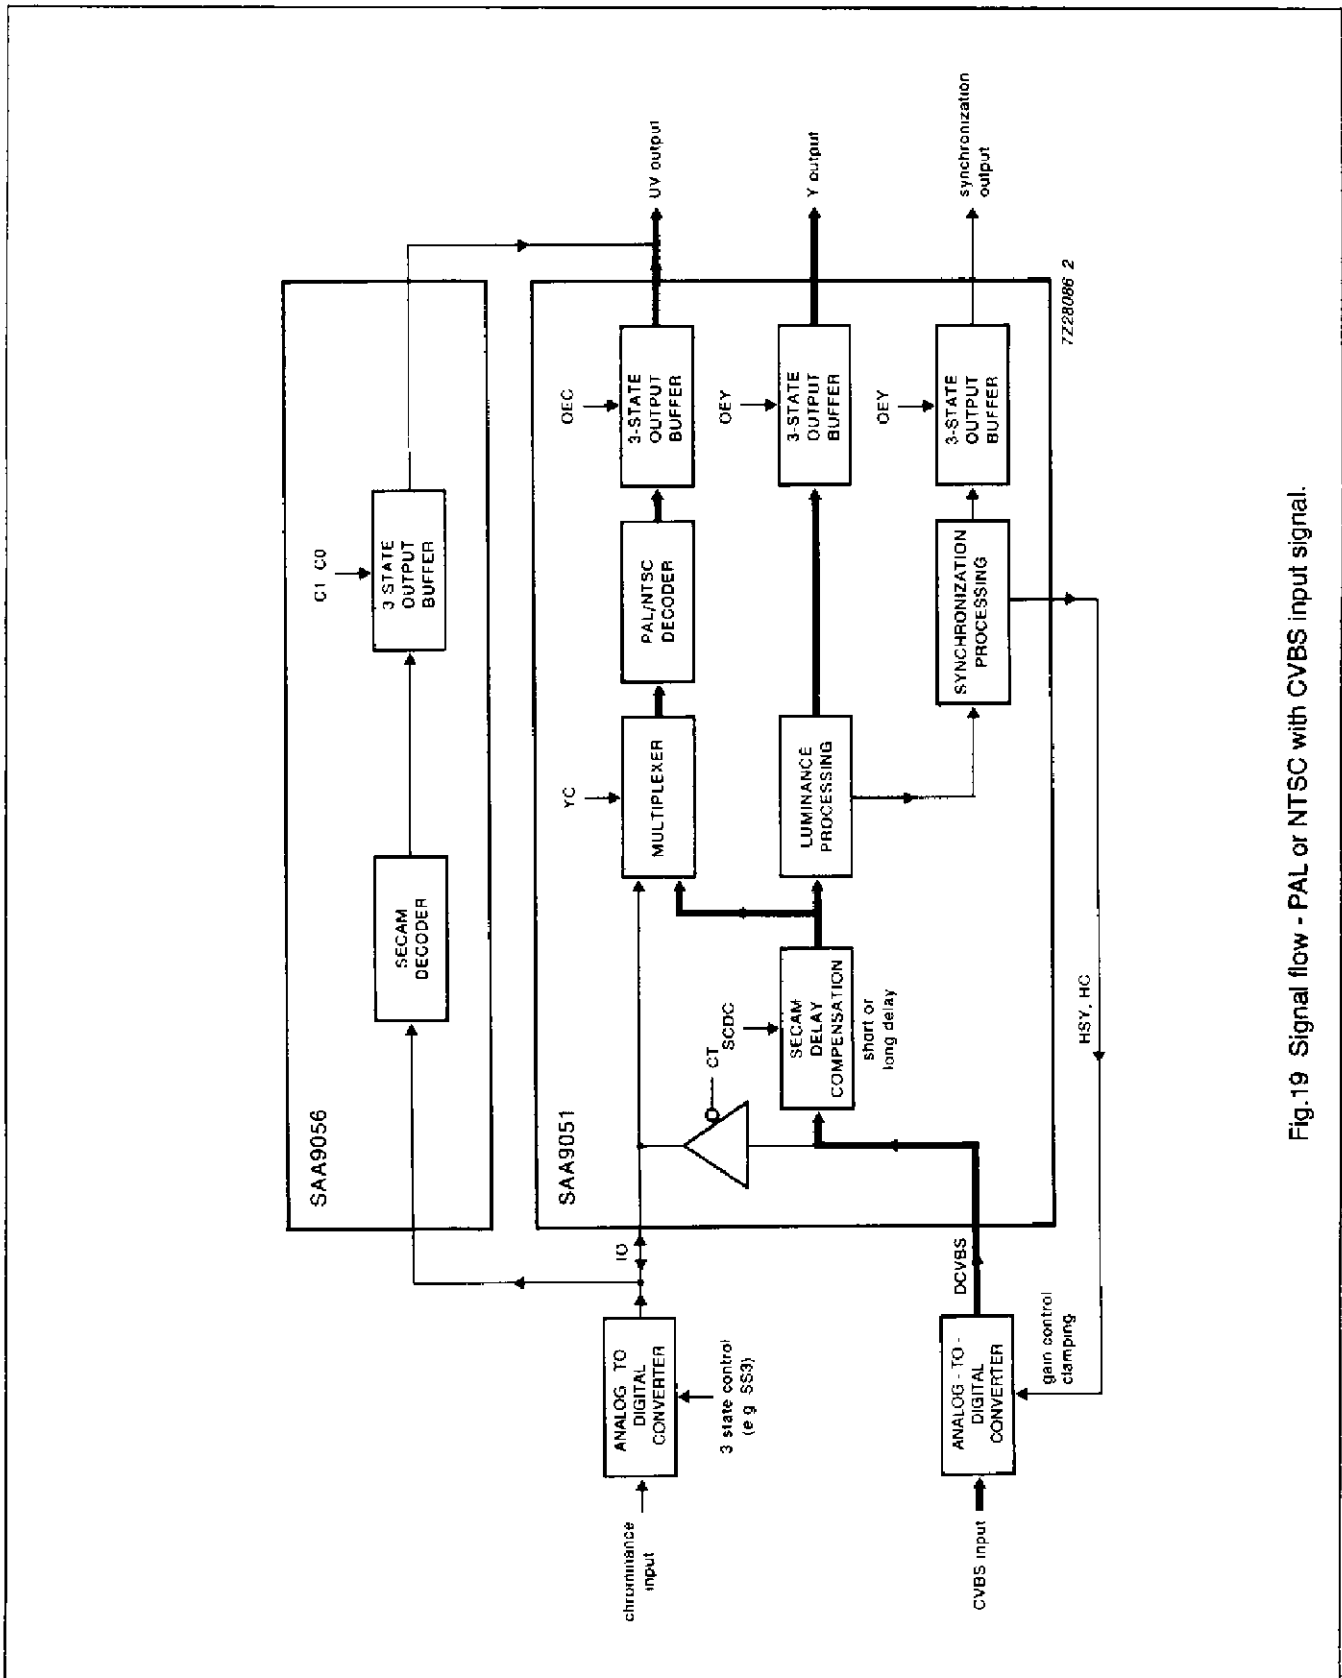 SAA9056
SECAM
DECODER
C1 C0
3 STATE
OUTPUT
BUFFER
chrominance
input
ANALOG TO
DIGITAL
CONVERTER
3 state control
(e g SS3)
IO
SAA9051
CT
YC
MULTIPLEXER
PAL/NTSC
DECODER
OEC
3-STATE
OUTPUT
BUFFER
UV output
SCDC
SECAM
DELAY
COMPENSATION
short or
long delay
LUMINANCE
PROCESSING
OEY
3-STATE
OUTPUT
BUFFER
Y output
CVBS input
ANALOG - TO -
DIGITAL
CONVERTER
DCVBS
gain control
clamping
HSY, HC
SYNCHRONIZATION
PROCESSING
OEY
3-STATE
OUTPUT
BUFFER
synchronization
output
7Z28086 2
Fig.19 Signal flow - PAL or NTSC with CVBS input signal.